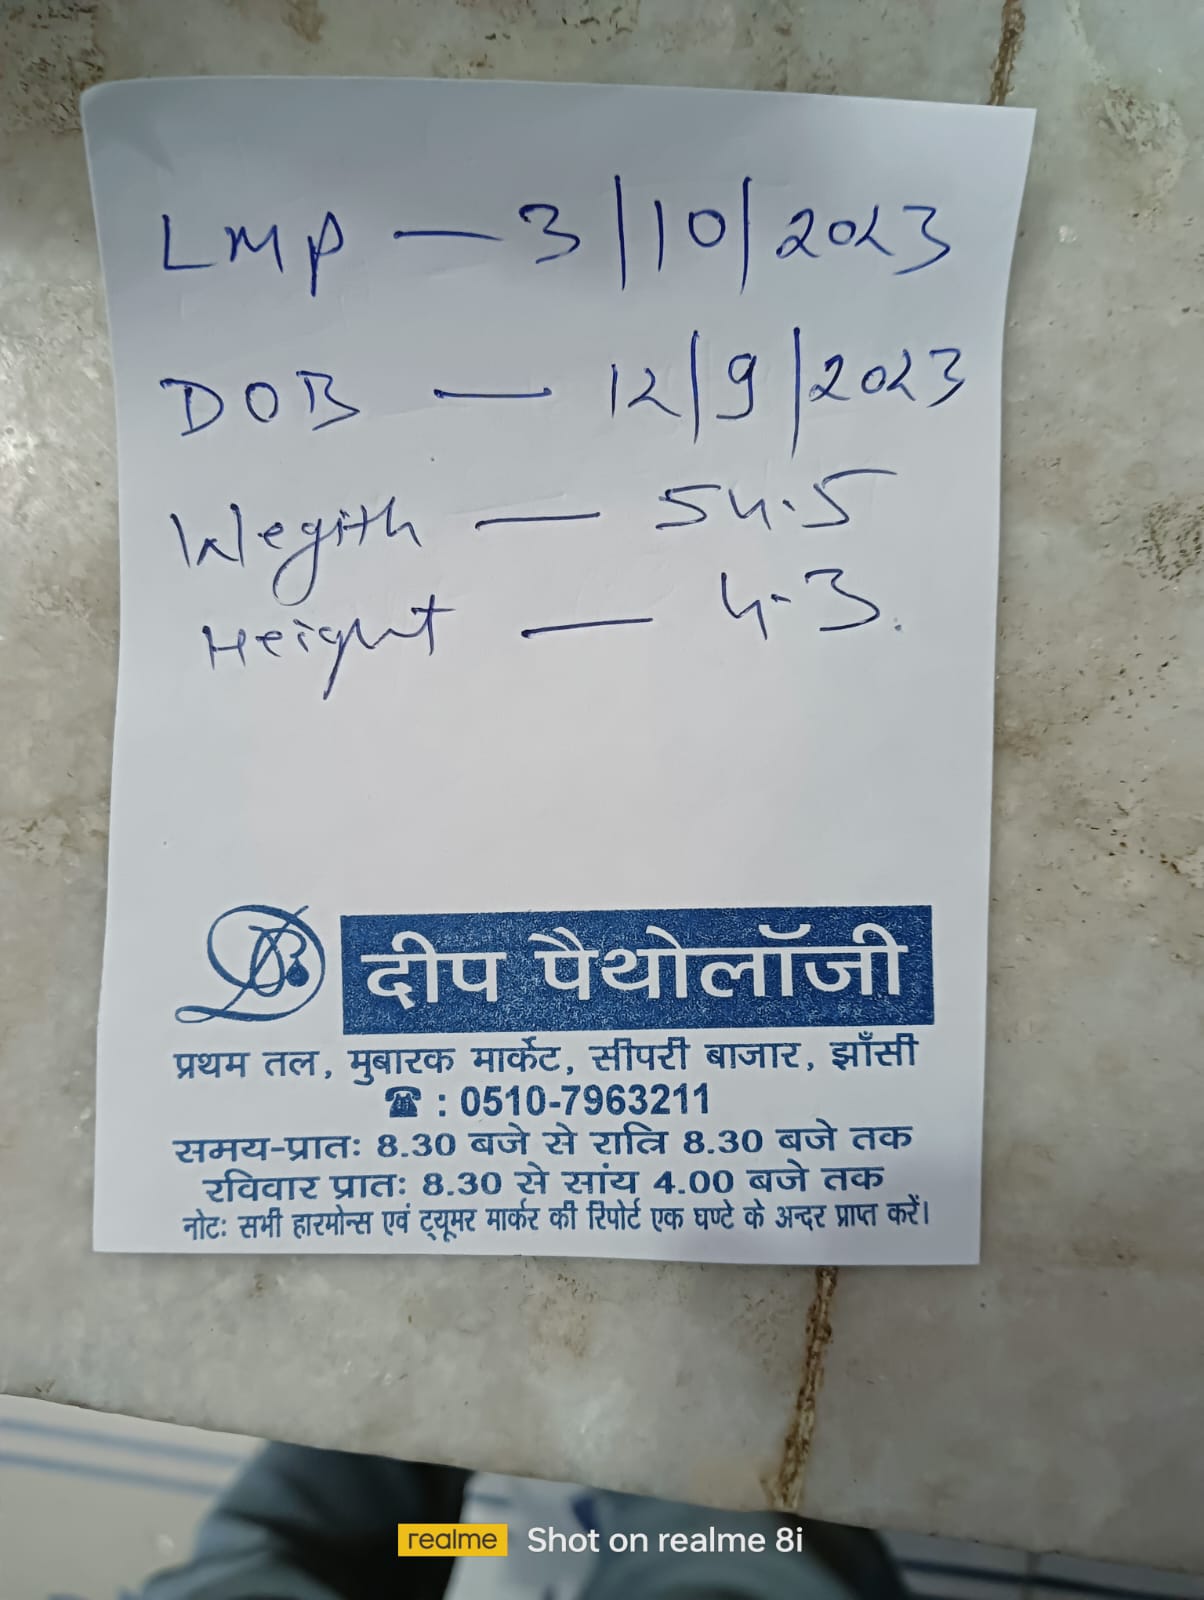 LMP — 3/10/2023
DOB — 12/9/2023
Wegith — 54.5
Height — 4.3.
DB दीप पैथोलॉजी
प्रथम तल, मुबारक मार्केट, सीपरी बाजार, झाँसी
☎ : 0510-7963211
समय-प्रातः 8.30 बजे से रात्रि 8.30 बजे तक
रविवार प्रातः 8.30 से सांय 4.00 बजे तक
नोटः सभी हारमोन्स एवं ट्यूमर मार्कर की रिपोर्ट एक घण्टे के अन्दर प्राप्त करें।
realme Shot on realme 8i